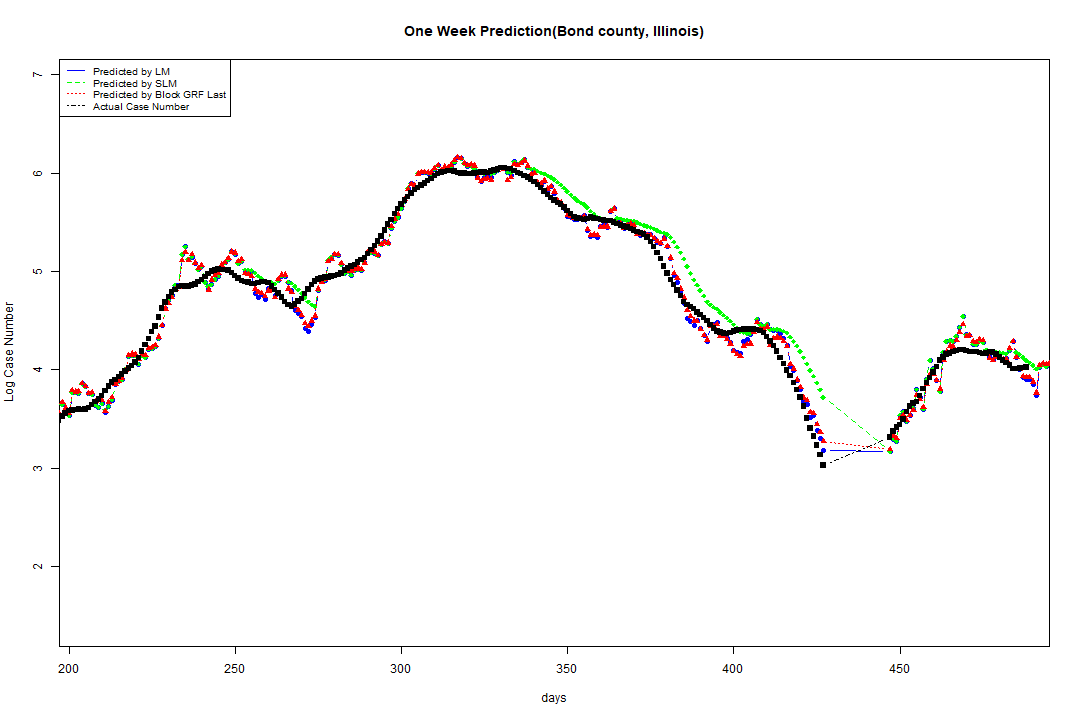 One Week Prediction(Bond county, Illinois)
Predicted by LM
Predicted by SLM
Predicted by Block GRF Last
Actual Case Number
Log Case Number
7
6
5
4
3
2
200 250 300 350 400 450
days